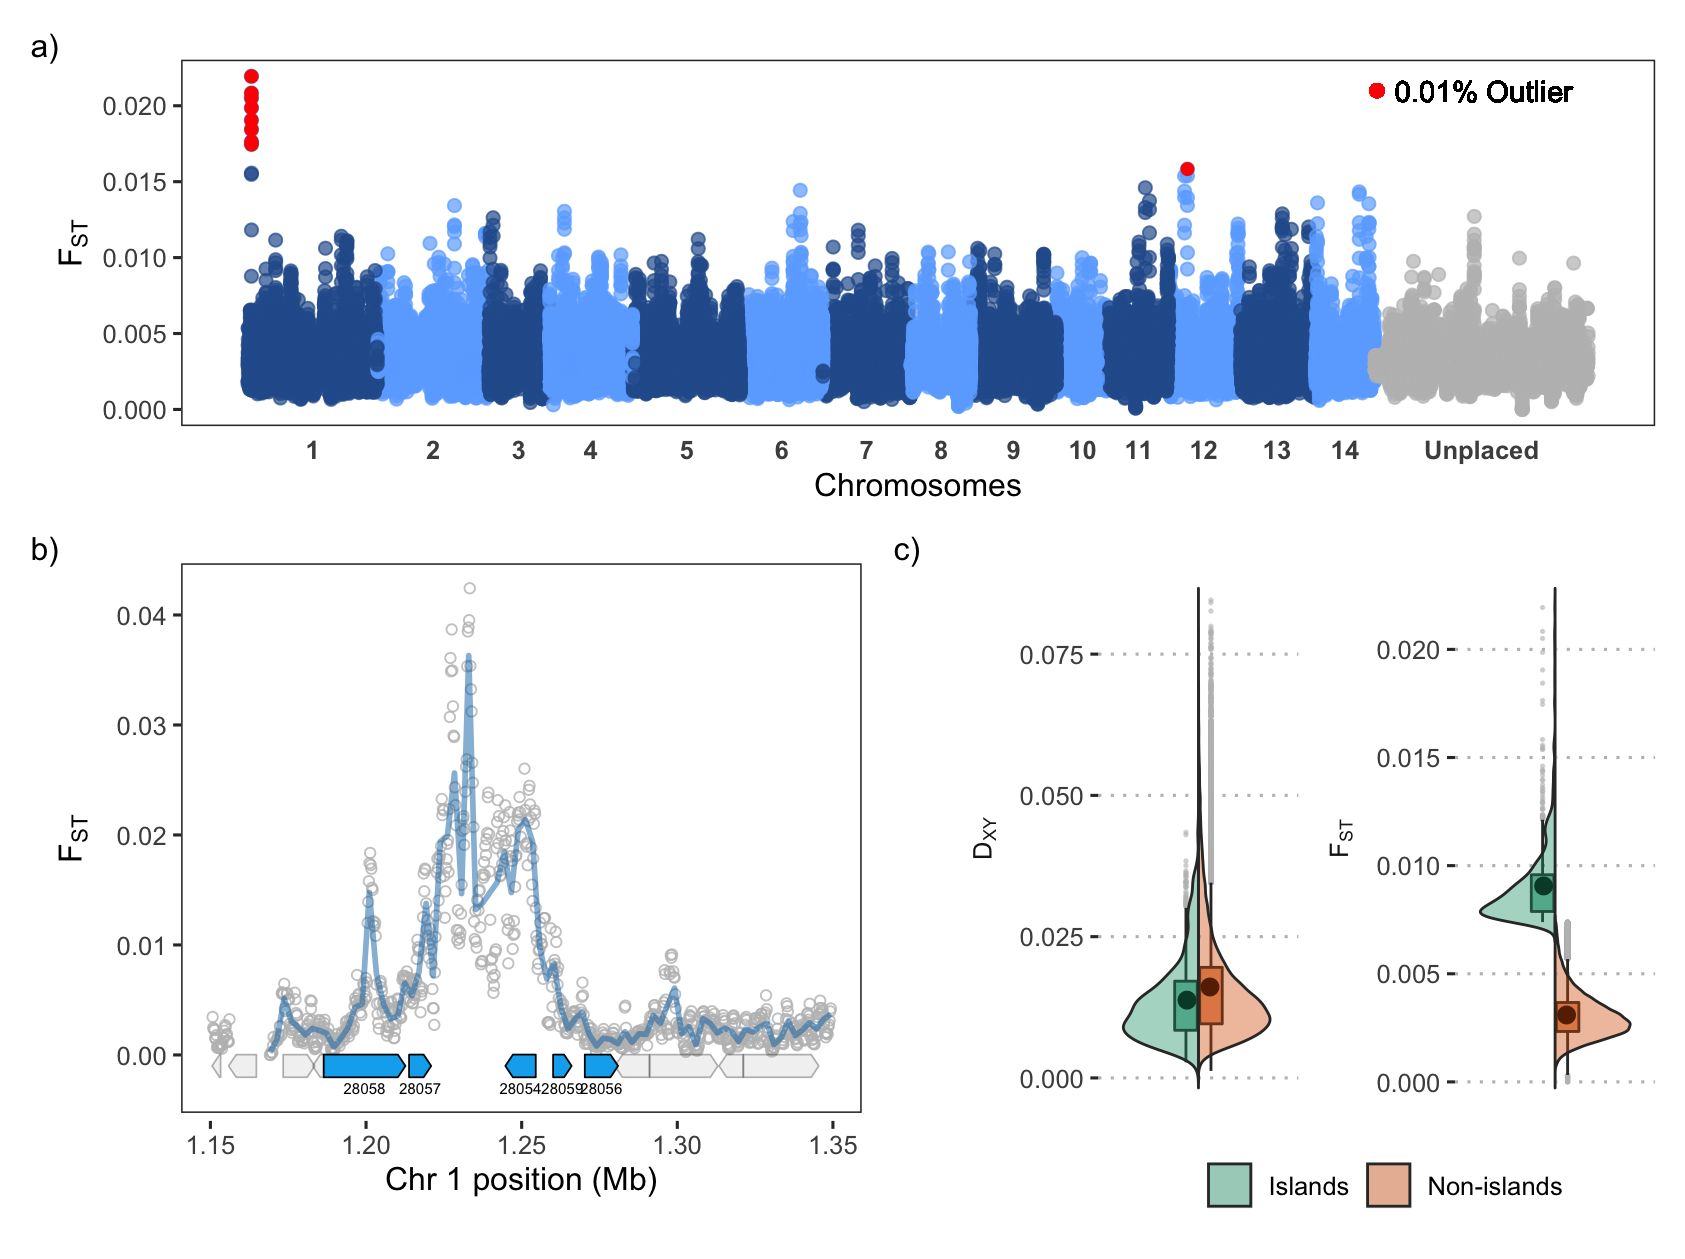 a)
0.01% Outlier
0.020
0.015
0.010
0.005
0.000
FST
1 2 3 4 5 6 7 8 9 10 11 12 13 14 Unplaced
Chromosomes
b)
0.04
0.03
0.02
0.01
0.00
FST
28058 28057 28054 28059 28056
1.15 1.20 1.25 1.30 1.35
Chr 1 position (Mb)
c)
0.075
0.050
0.025
0.000
DXY
0.020
0.015
0.010
0.005
0.000
FST
Islands Non-islands